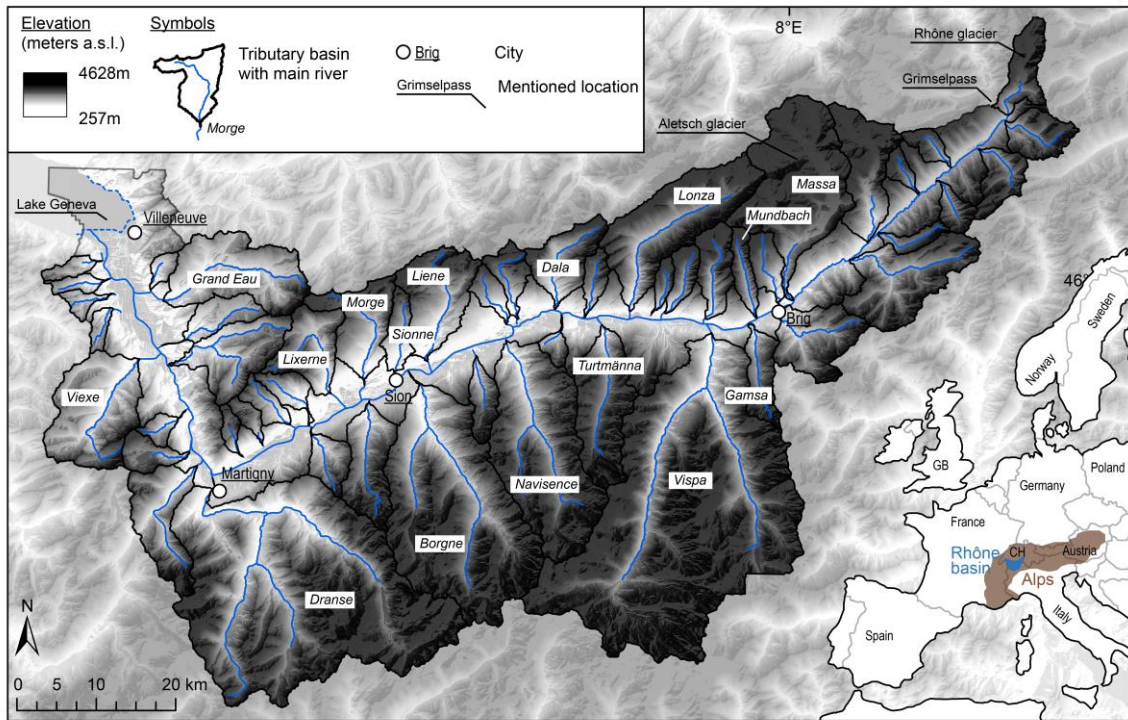 Elevation
(meters a.s.l.)
4628m
257m
Symbols
Tributary basin
with main river
Morge
Brig
City
Grimselpass
Mentioned location
8°E
Rhône glacier
Grimselpass
Aletsch glacier
Lake Geneva
Villeneuve
Lonza
Massa
Mundbach
Grand Eau
Liene
Dala
Morge
Sionne
Lixerne
Brig
46°
Turtmänna
Viexe
Sion
Gamsa
Martigny
Navisence
Vispa
Borgne
Dranse
N
0 10 20 km
Norway
Sweden
GB
Poland
Germany
France
CH
Austria
Rhône
basin
Alps
Italy
Spain